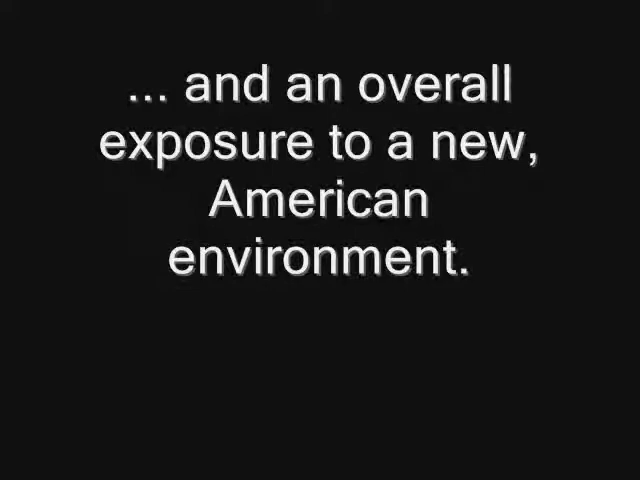 ... and an overall
exposure to a new,
American
environment.